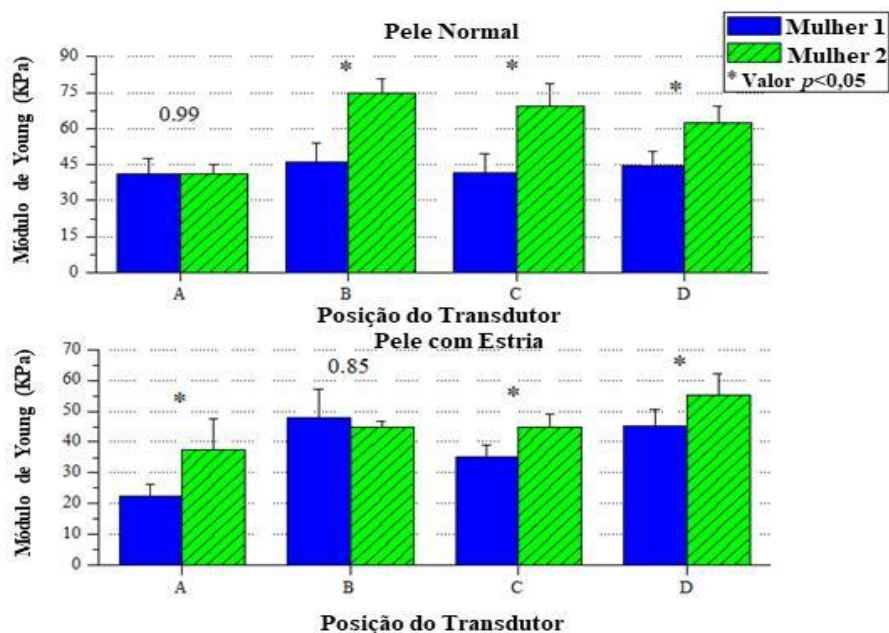 Pele Normal
Mulher 1
Mulher 2
* Valor p<0,05
Módulo de Young (KPa)
90
75
60
45
30
15
0
0.99
*
*
*
A
B
C
D
Posição do Transdutor
Pele com Estria
Módulo de Young (KPa)
70
60
50
40
30
20
10
0
*
0.85
*
*
A
B
C
D
Posição do Transdutor